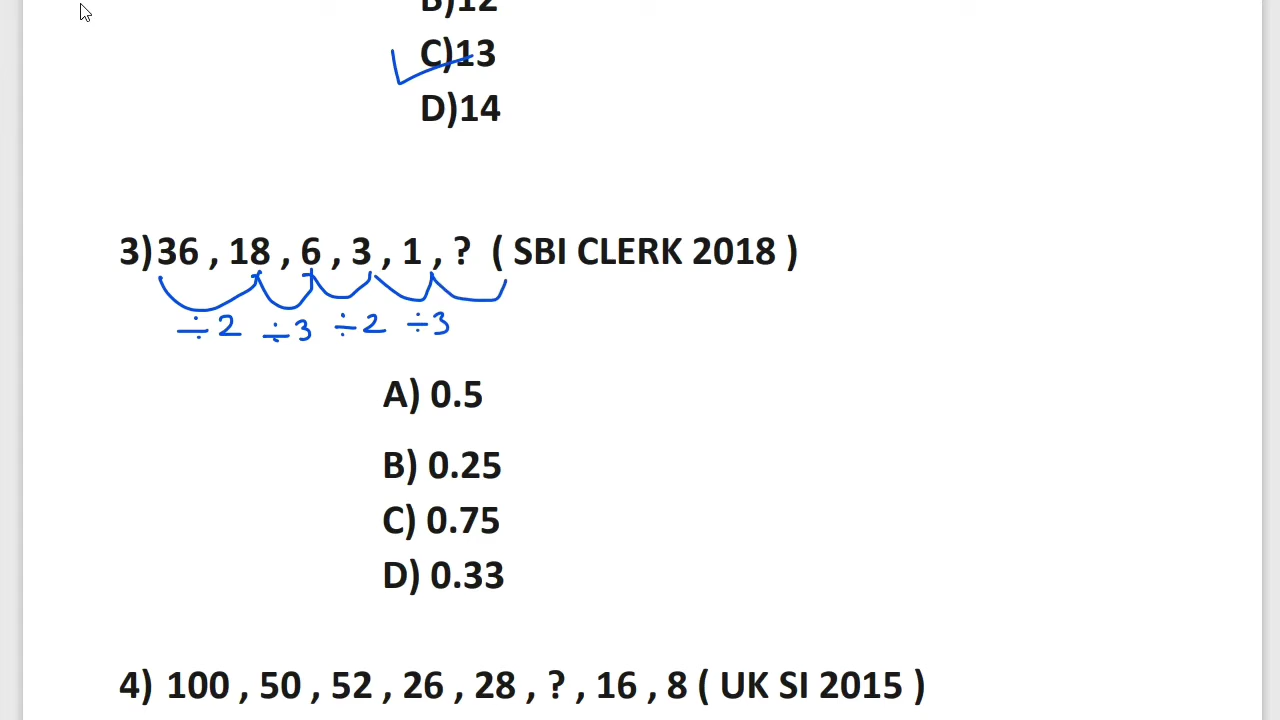 B)12
C)13
D)14
3)36 , 18 , 6 , 3 , 1 , ? ( SBI CLERK 2018 )
÷2 ÷3 ÷2 ÷3
A) 0.5
B) 0.25
C) 0.75
D) 0.33
4) 100 , 50 , 52 , 26 , 28 , ? , 16 , 8 ( UK SI 2015 )